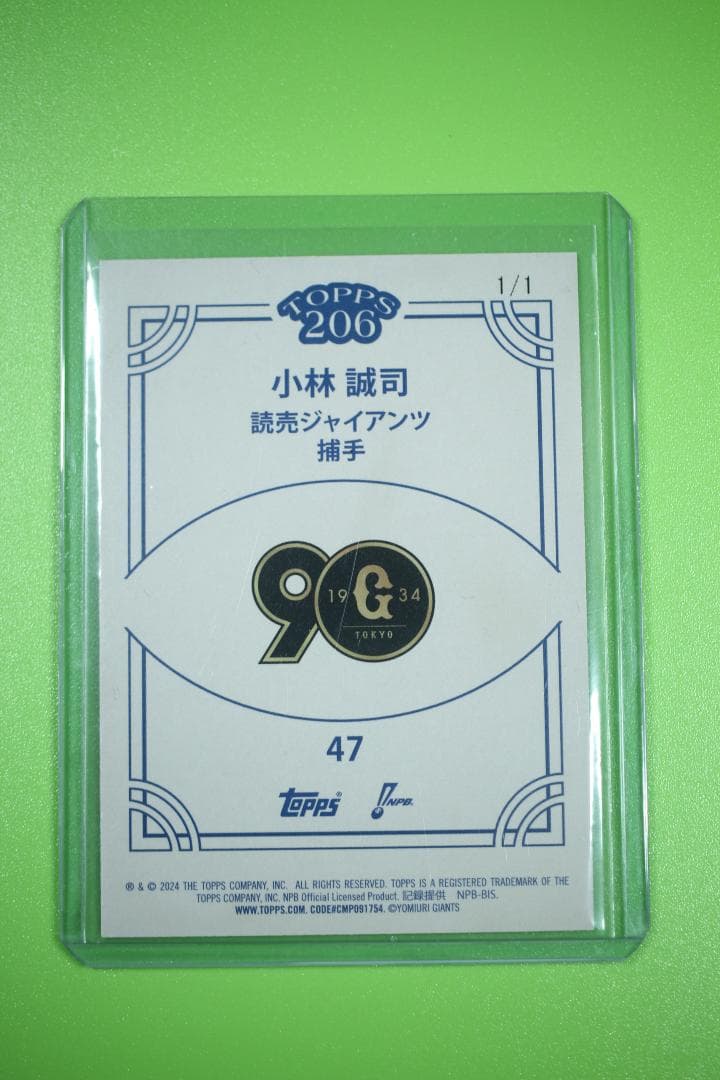 1/1
TOPPS
206
小林 誠司
読売ジャイアンツ
捕手
90
19 G 34
TOKYO
47
TOPPS® NPB.
® & © 2024 THE TOPPS COMPANY, INC. ALL RIGHTS RESERVED. TOPPS IS A REGISTERED TRADEMARK OF THE
TOPPS COMPANY, INC. NPB Official Licensed Product. 記録提供 NPB-BIS.
WWW.TOPPS.COM. CODE#CMP091754. ©YOMIURI GIANTS